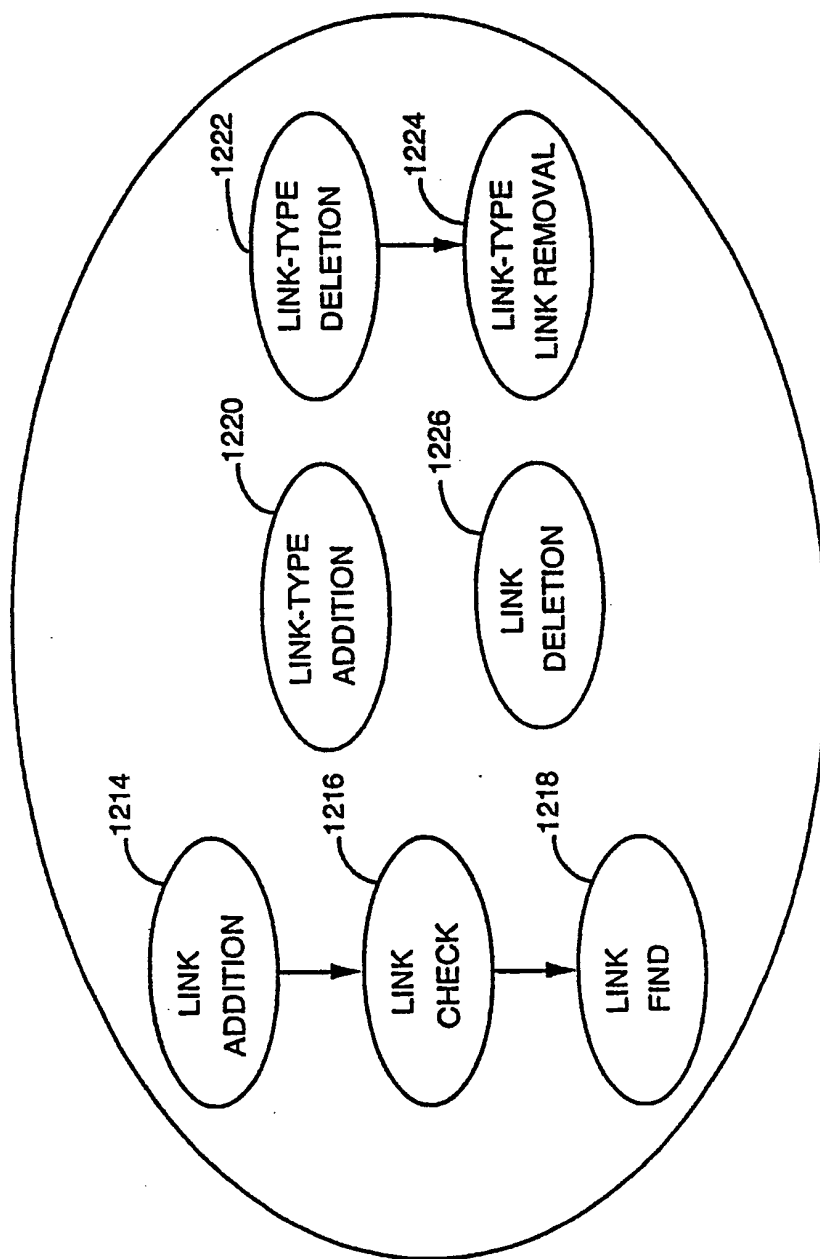 1214
LINK
ADDITION
1216
LINK
CHECK
1218
LINK
FIND
1220
LINK-TYPE
ADDITION
1226
LINK
DELETION
1222
LINK-TYPE
DELETION
1224
LINK-TYPE
LINK REMOVAL